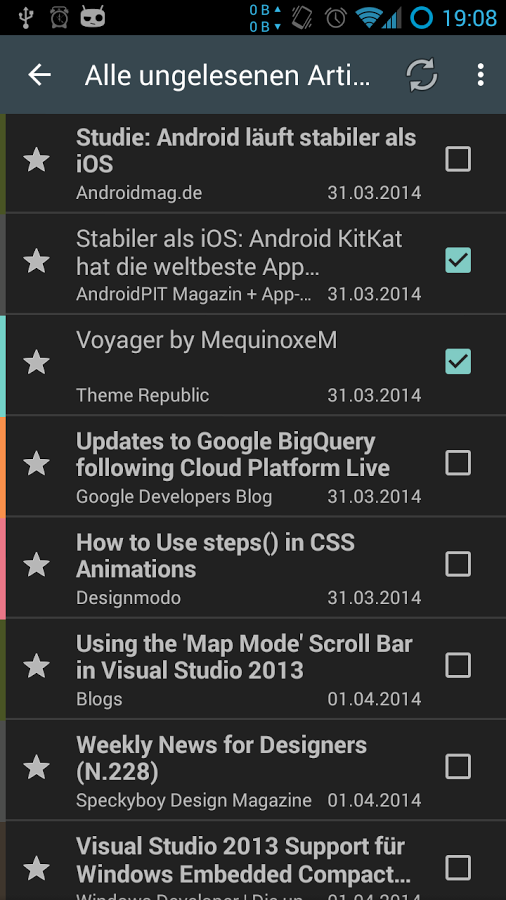 0 B
0 B
19:08
Alle ungelesenen Arti...
Studie: Android läuft stabiler als
iOS
Androidmag.de 31.03.2014
Stabiler als iOS: Android KitKat
hat die weltbeste App...
AndroidPIT Magazin + App-... 31.03.2014
Voyager by MequinoxeM
Theme Republic 31.03.2014
Updates to Google BigQuery
following Cloud Platform Live
Google Developers Blog 31.03.2014
How to Use steps() in CSS
Animations
Designmodo 31.03.2014
Using the 'Map Mode' Scroll Bar
in Visual Studio 2013
Blogs 01.04.2014
Weekly News for Designers
(N.228)
Speckyboy Design Magazine 01.04.2014
Visual Studio 2013 Support für
Windows Embedded Compact...
Windows Developer | Die un... 01.04.2014